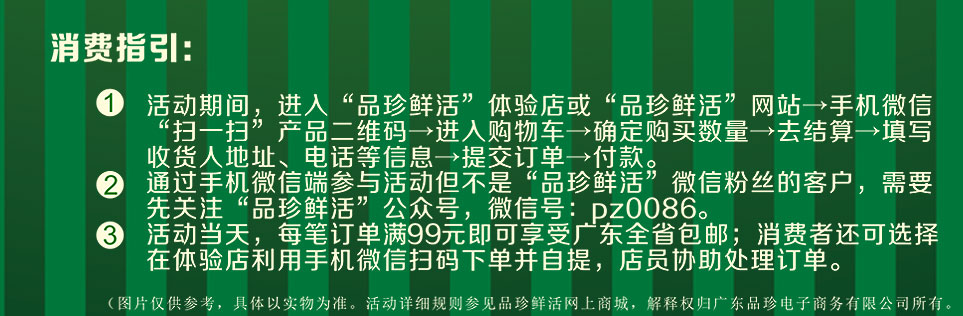 消费指引：
1 活动期间，进入“品珍鲜活”体验店或“品珍鲜活”网站→手机微信
“扫一扫”产品二维码→进入购物车→确定购买数量→去结算→填写
收货人地址、电话等信息→提交订单→付款。
2 通过手机微信端参与活动但不是“品珍鲜活”微信粉丝的客户，需要
先关注“品珍鲜活”公众号，微信号：pz0086。
3 活动当天，每笔订单满99元即可享受广东全省包邮；消费者还可选择
在体验店利用手机微信扫码下单并自提，店员协助处理订单。
（图片仅供参考，具体以实物为准。活动详细规则参见品珍鲜活网上商城，解释权归广东品珍电子商务有限公司所有。